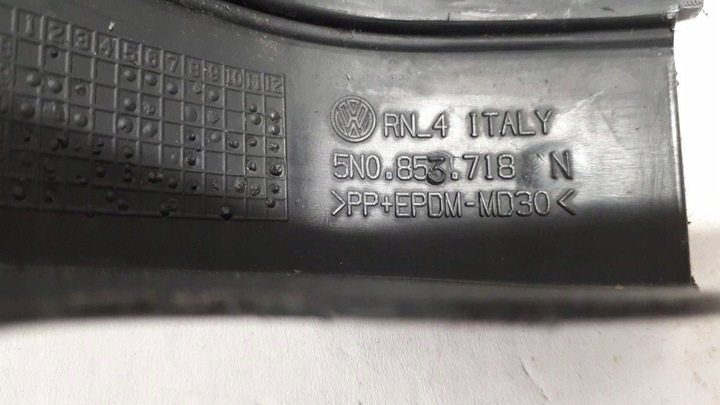 1 2 3 4 5 6 7 8 9 10 11 12
RN_4 ITALY
5N0.853.718 N
>PP+EPDM-MD30<